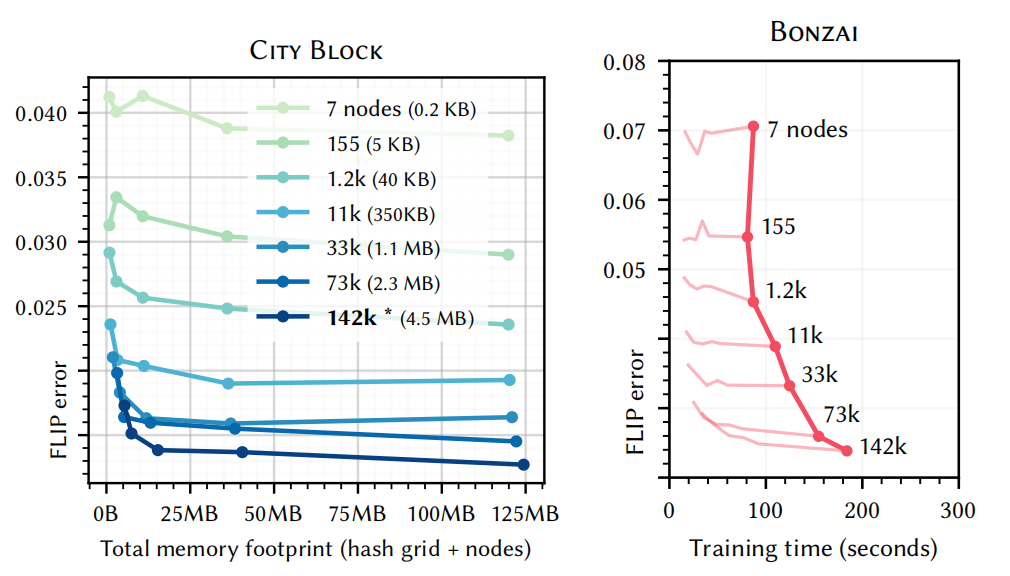 CITY BLOCK
0.040
0.035
0.030
0.025
FLIP error
7 nodes (0.2 KB)
155 (5 KB)
1.2k (40 KB)
11k (350KB)
33k (1.1 MB)
73k (2.3 MB)
142k * (4.5 MB)
0B 25MB 50MB 75MB 100MB 125MB
Total memory footprint (hash grid + nodes)
BONZAI
0.08
0.07
0.06
0.05
FLIP error
7 nodes
155
1.2k
11k
33k
73k
142k
0 100 200 300
Training time (seconds)